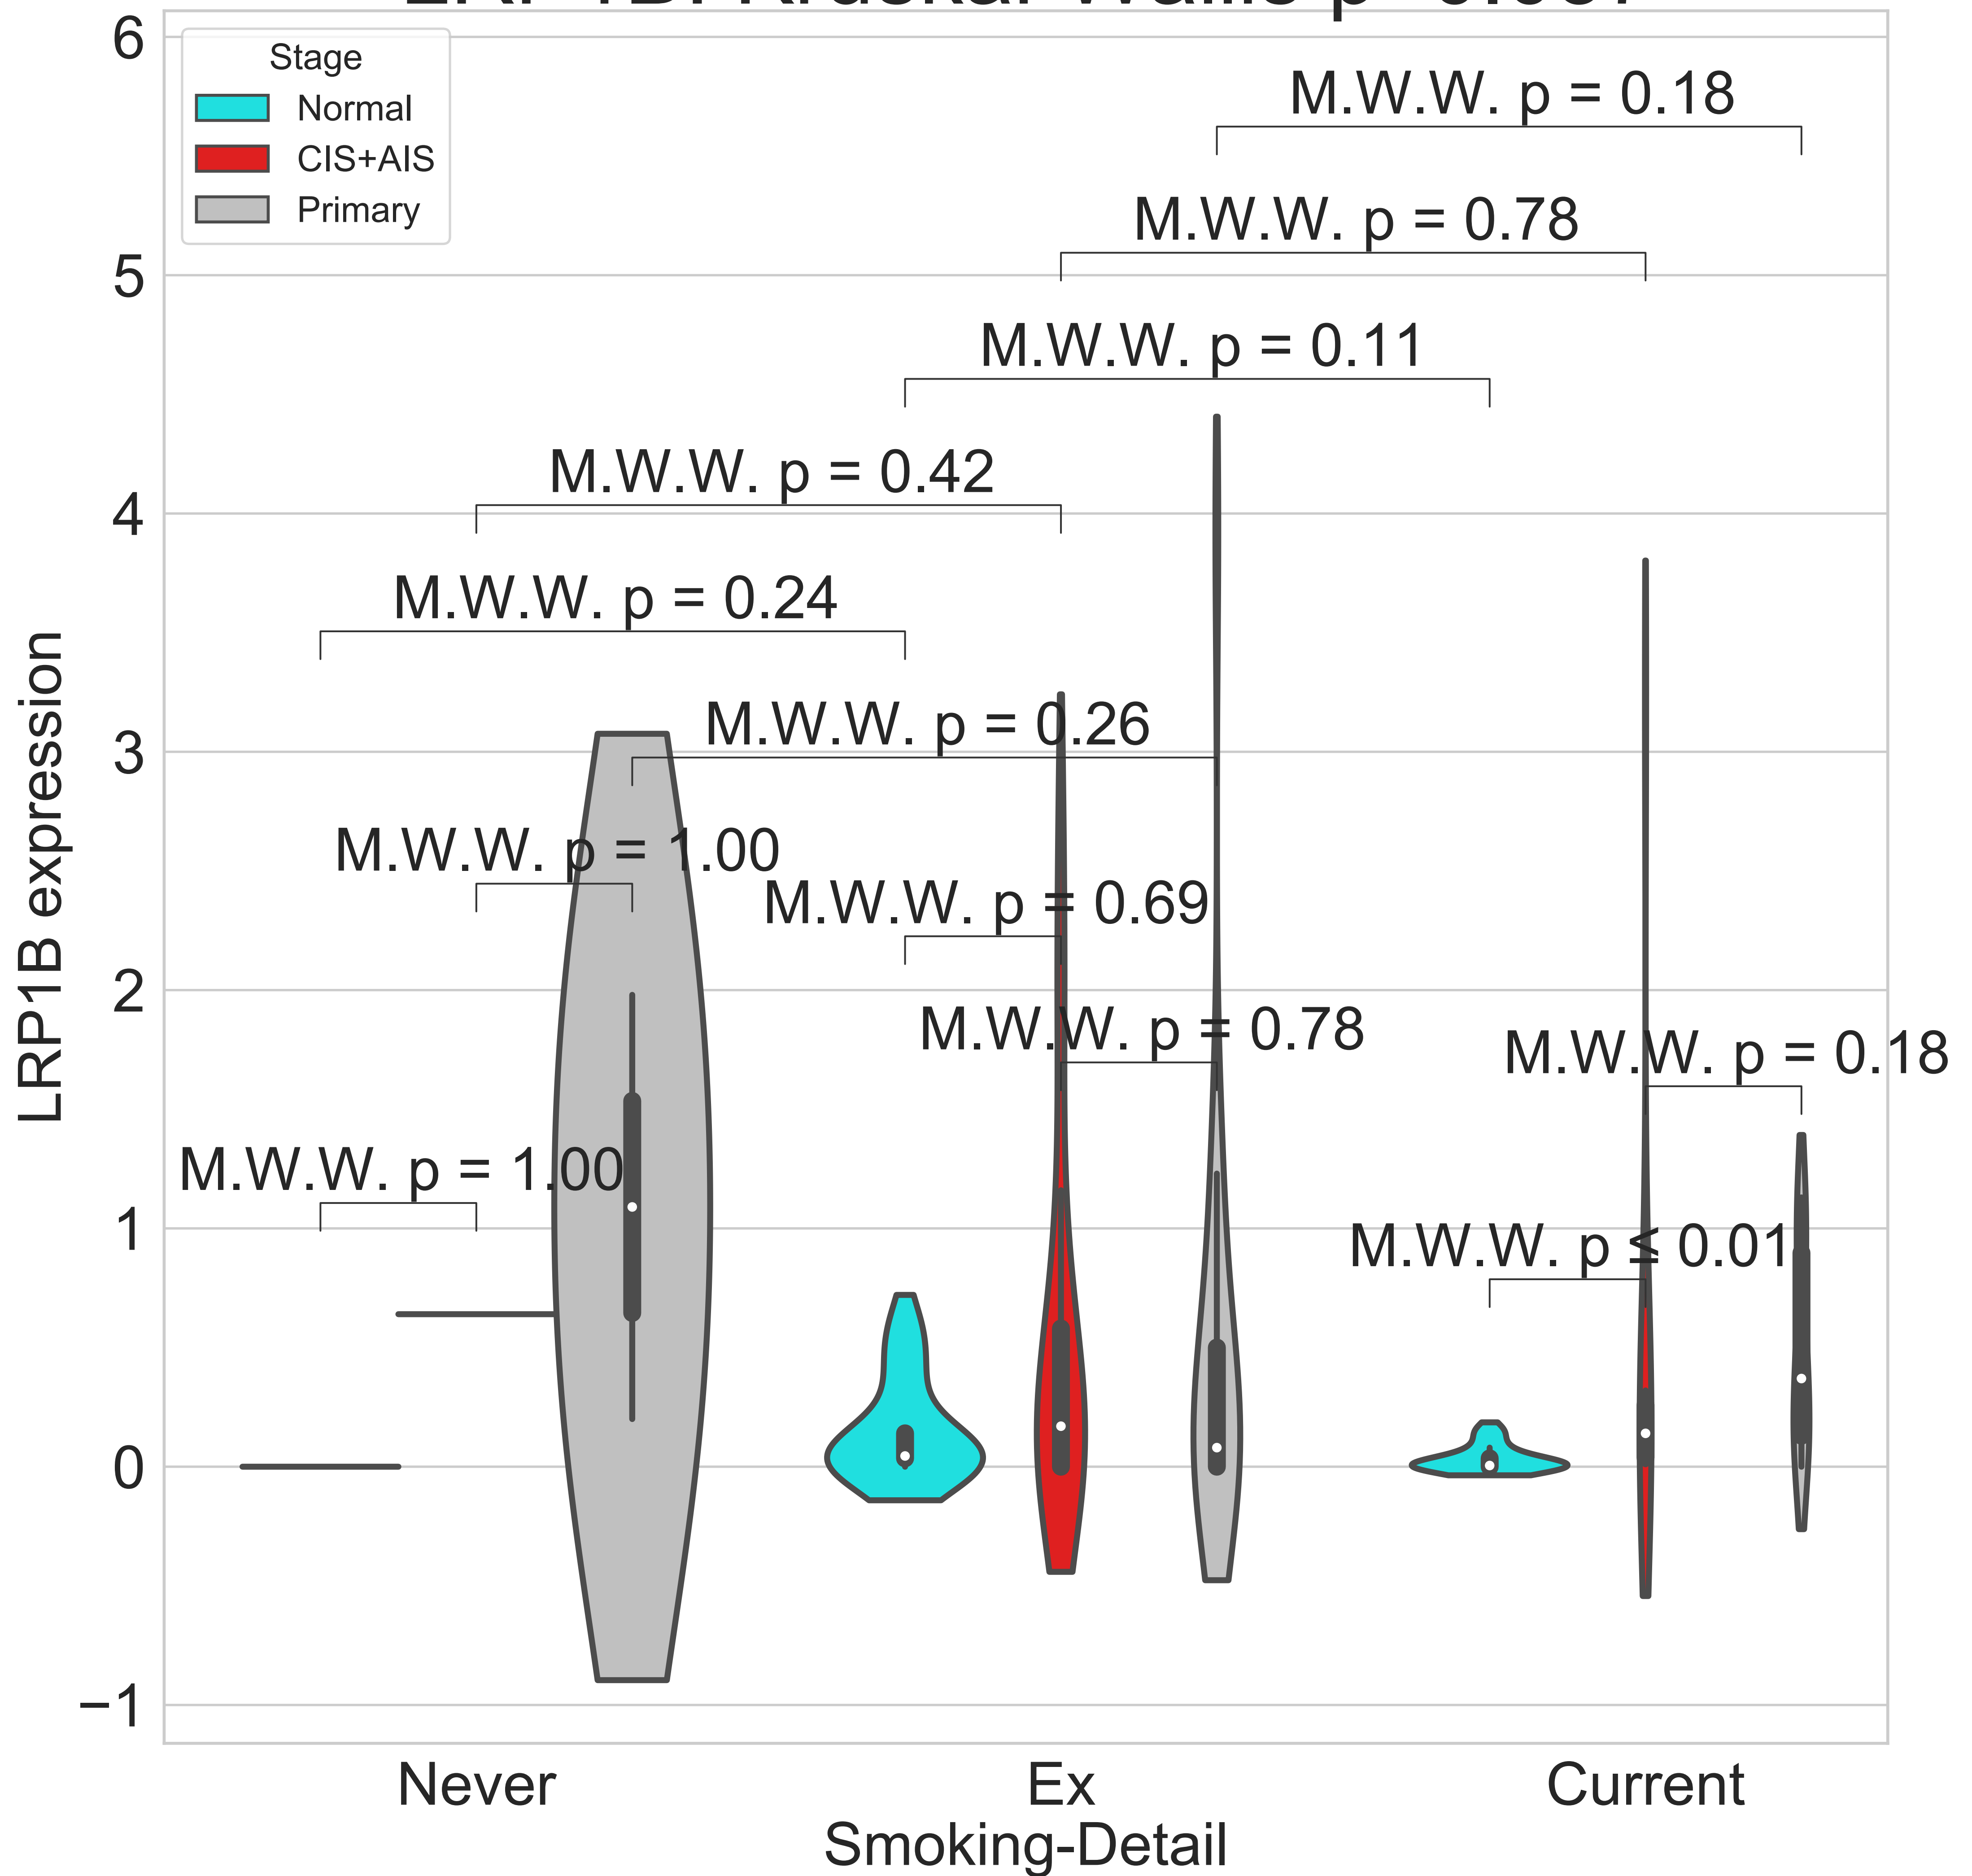 6
5
4
3
2
1
0
−1
LRP1B expression
Stage
Normal
CIS+AIS
Primary
M.W.W. p = 0.18
M.W.W. p = 0.78
M.W.W. p = 0.11
M.W.W. p = 0.42
M.W.W. p = 0.24
M.W.W. p = 0.26
M.W.W. p = 1.00
M.W.W. p = 0.69
M.W.W. p = 0.78
M.W.W. p = 0.18
M.W.W. p = 1.00
M.W.W. p ≤ 0.01
Never
Ex
Current
Smoking-Detail